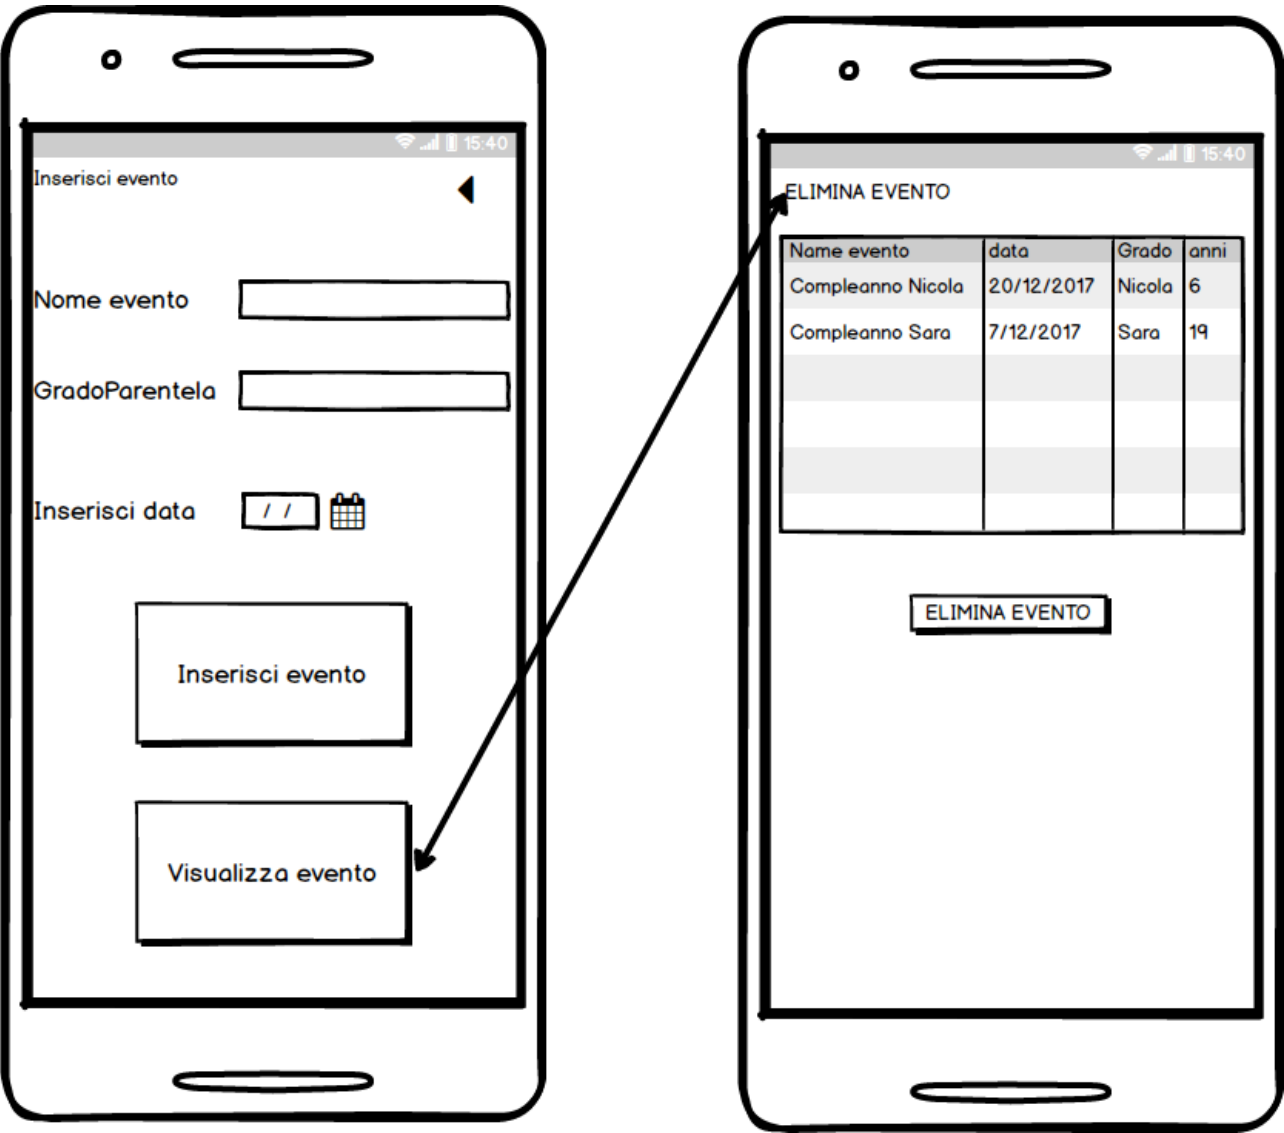 15:40
Inserisci evento
Nome evento
GradoParentela
Inserisci data / /
Inserisci evento
Visualizza evento
15:40
ELIMINA EVENTO
Name evento data Grado anni
Compleanno Nicola 20/12/2017 Nicola 6
Compleanno Sara 7/12/2017 Sara 19
ELIMINA EVENTO